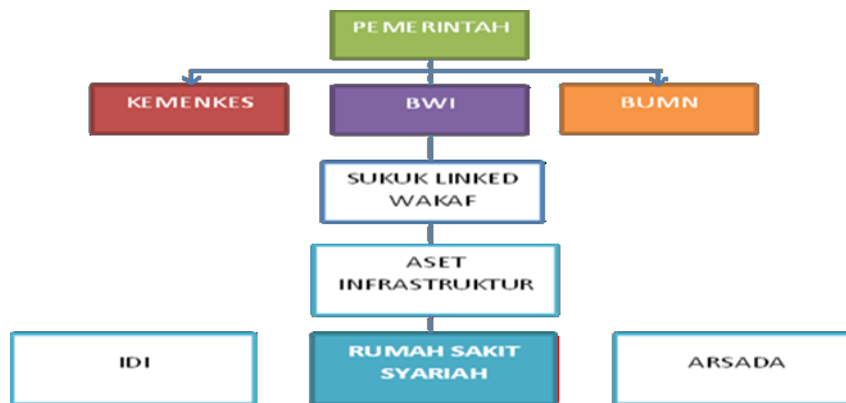 PEMERINTAH
KEMENKES
BWI
BUMN
SUKUK LINKED
WAKAF
ASET
INFRASTRUKTUR
IDI
RUMAH SAKIT
SYARIAH
ARSADA